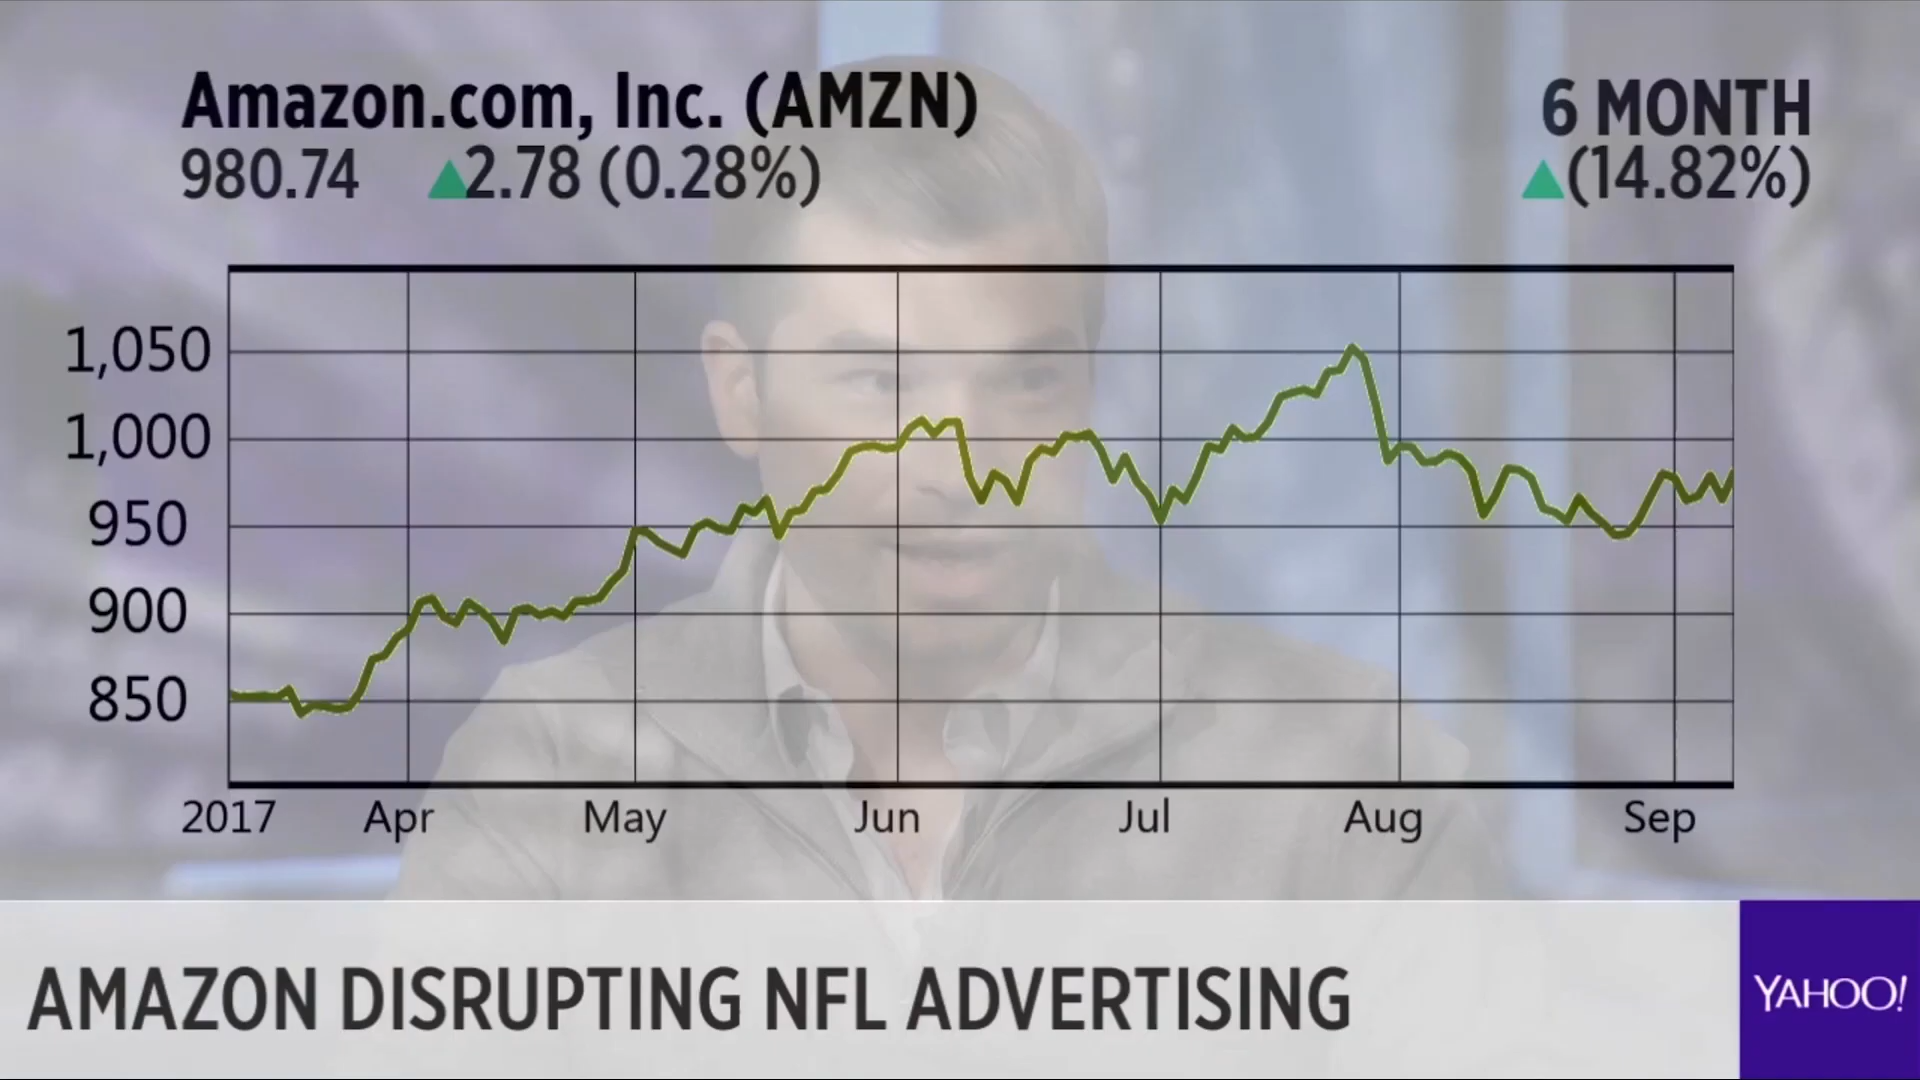 Amazon.com, Inc. (AMZN)
6 MONTH
980.74 ▲2.78 (0.28%)
▲(14.82%)
1,050
1,000
950
900
850
2017 Apr May Jun Jul Aug Sep
AMAZON DISRUPTING NFL ADVERTISING
YAHOO!